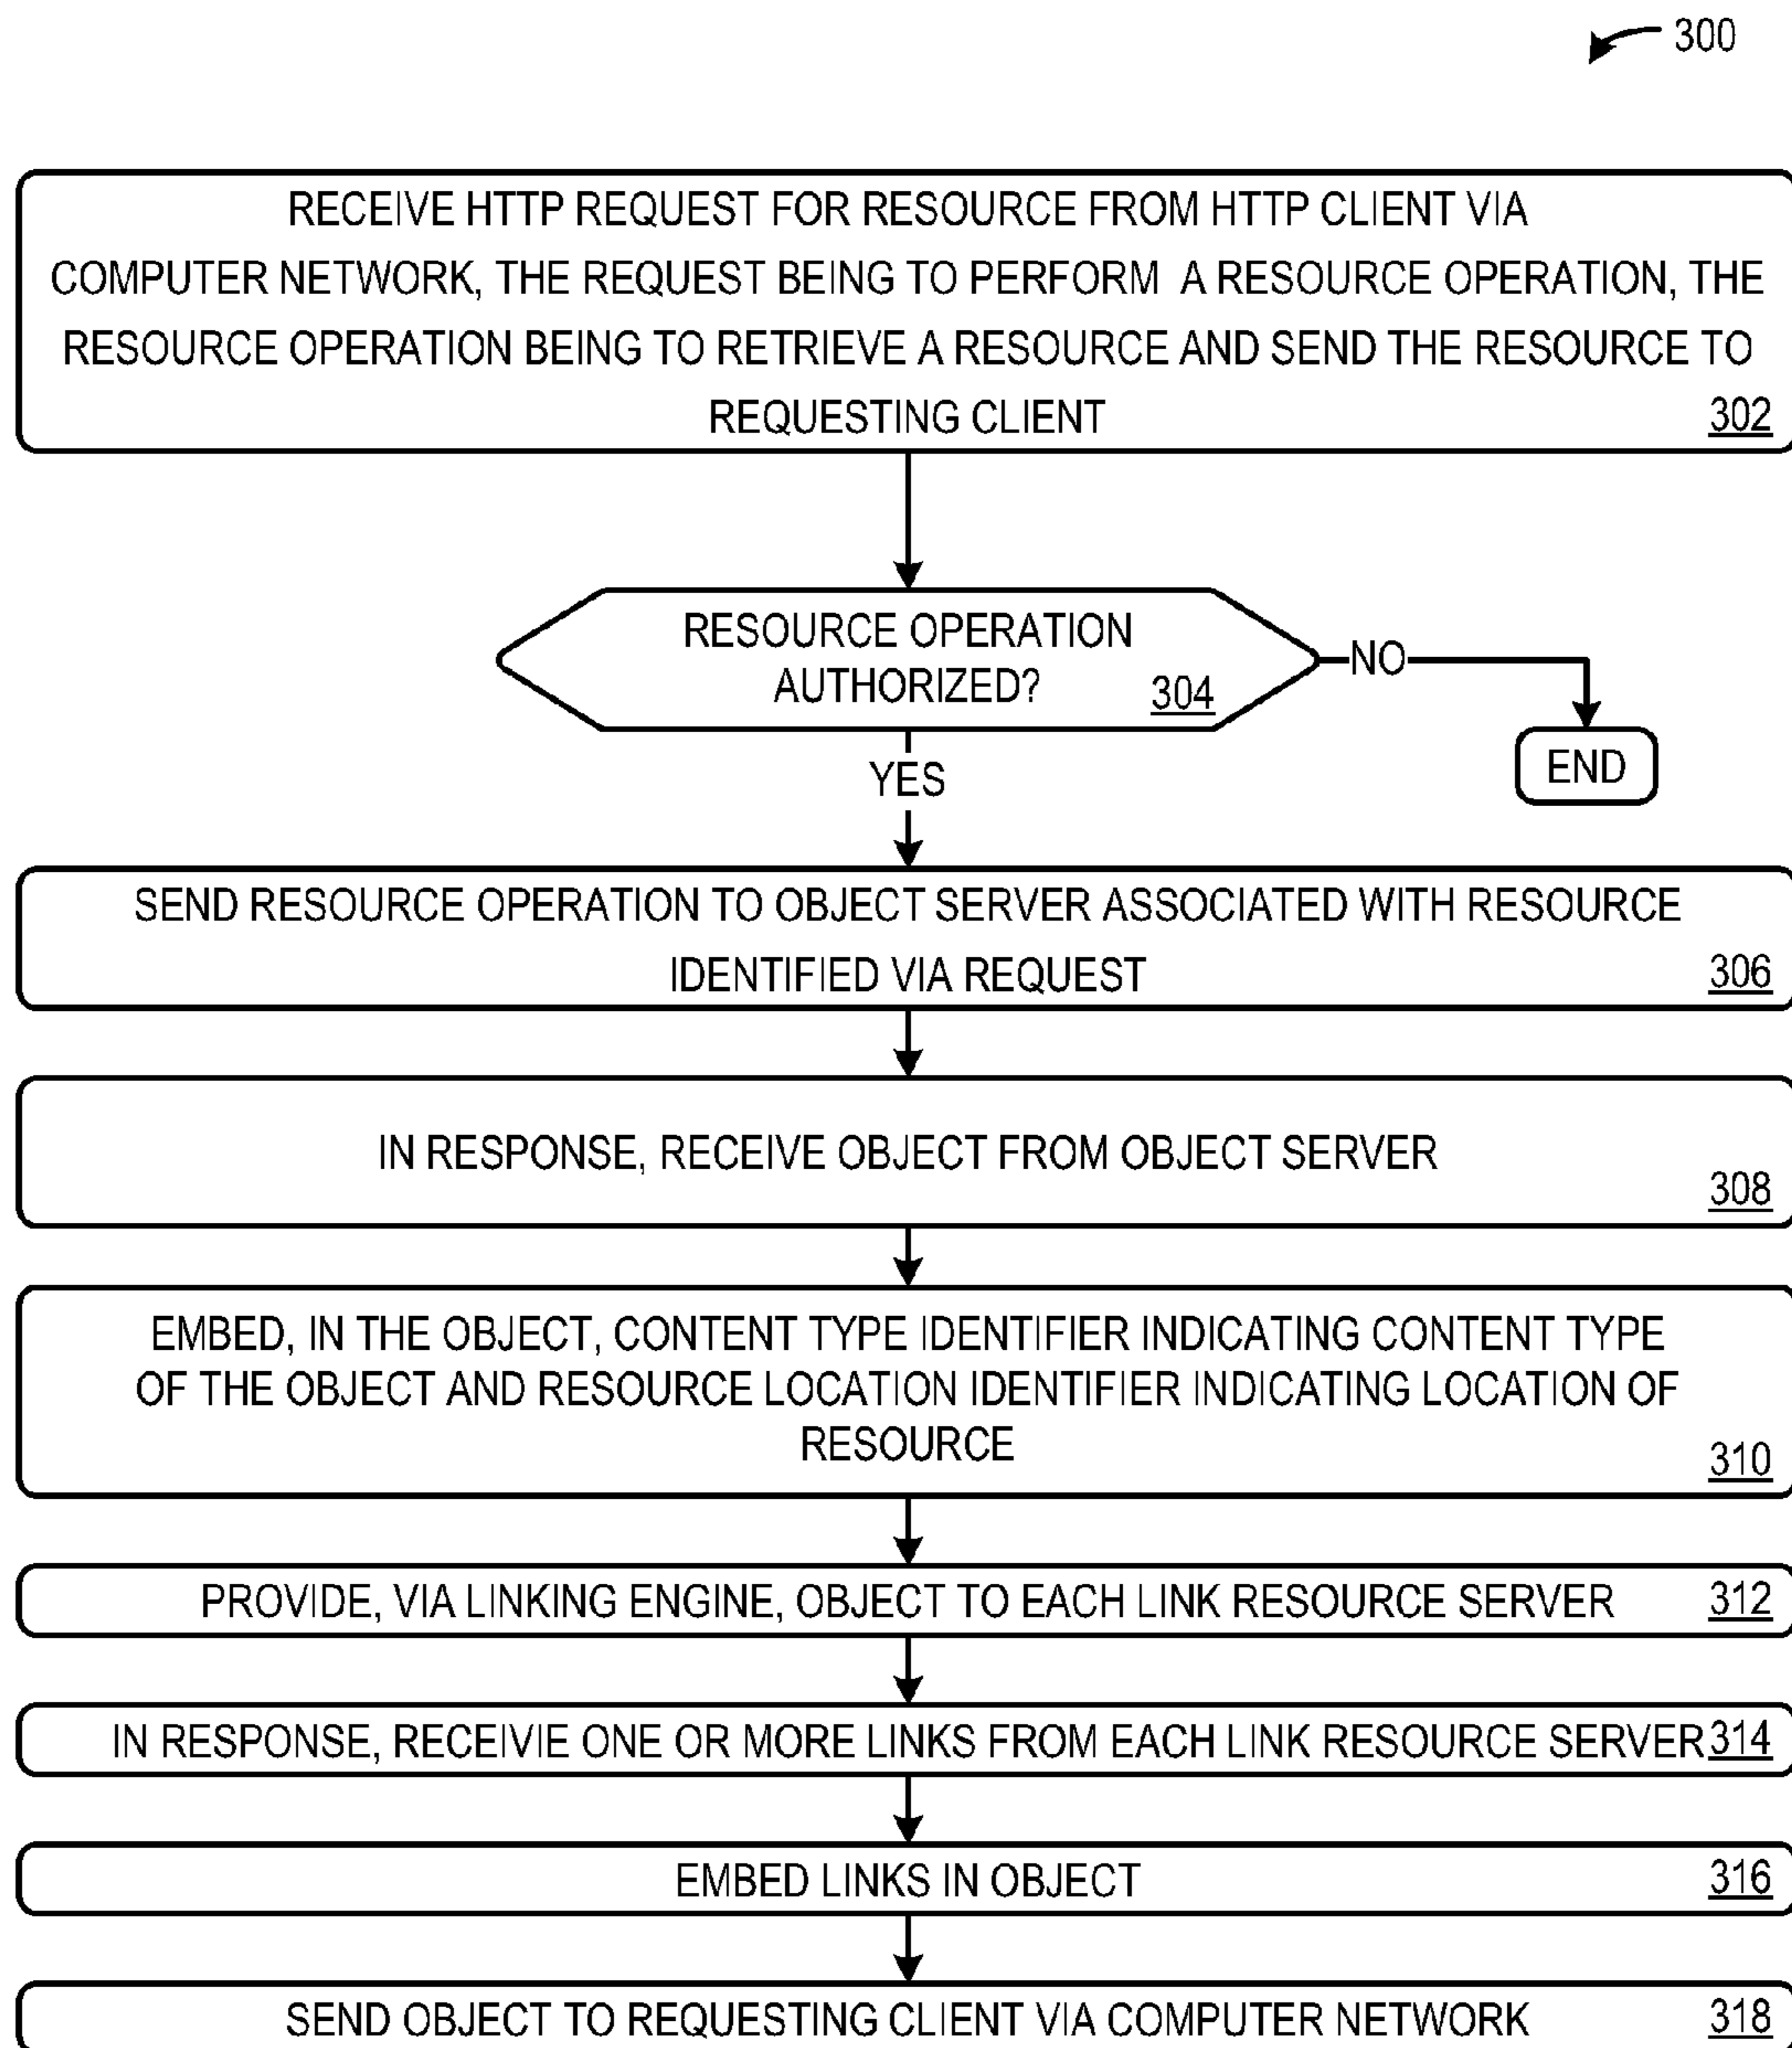 300
RECEIVE HTTP REQUEST FOR RESOURCE FROM HTTP CLIENT VIA
COMPUTER NETWORK, THE REQUEST BEING TO PERFORM A RESOURCE OPERATION, THE
RESOURCE OPERATION BEING TO RETRIEVE A RESOURCE AND SEND THE RESOURCE TO
REQUESTING CLIENT
302
RESOURCE OPERATION
AUTHORIZED?
304
NO
END
YES
SEND RESOURCE OPERATION TO OBJECT SERVER ASSOCIATED WITH RESOURCE
IDENTIFIED VIA REQUEST
306
IN RESPONSE, RECEIVE OBJECT FROM OBJECT SERVER
308
EMBED, IN THE OBJECT, CONTENT TYPE IDENTIFIER INDICATING CONTENT TYPE
OF THE OBJECT AND RESOURCE LOCATION IDENTIFIER INDICATING LOCATION OF
RESOURCE
310
PROVIDE, VIA LINKING ENGINE, OBJECT TO EACH LINK RESOURCE SERVER
312
IN RESPONSE, RECEIVIE ONE OR MORE LINKS FROM EACH LINK RESOURCE SERVER
314
EMBED LINKS IN OBJECT
316
SEND OBJECT TO REQUESTING CLIENT VIA COMPUTER NETWORK
318